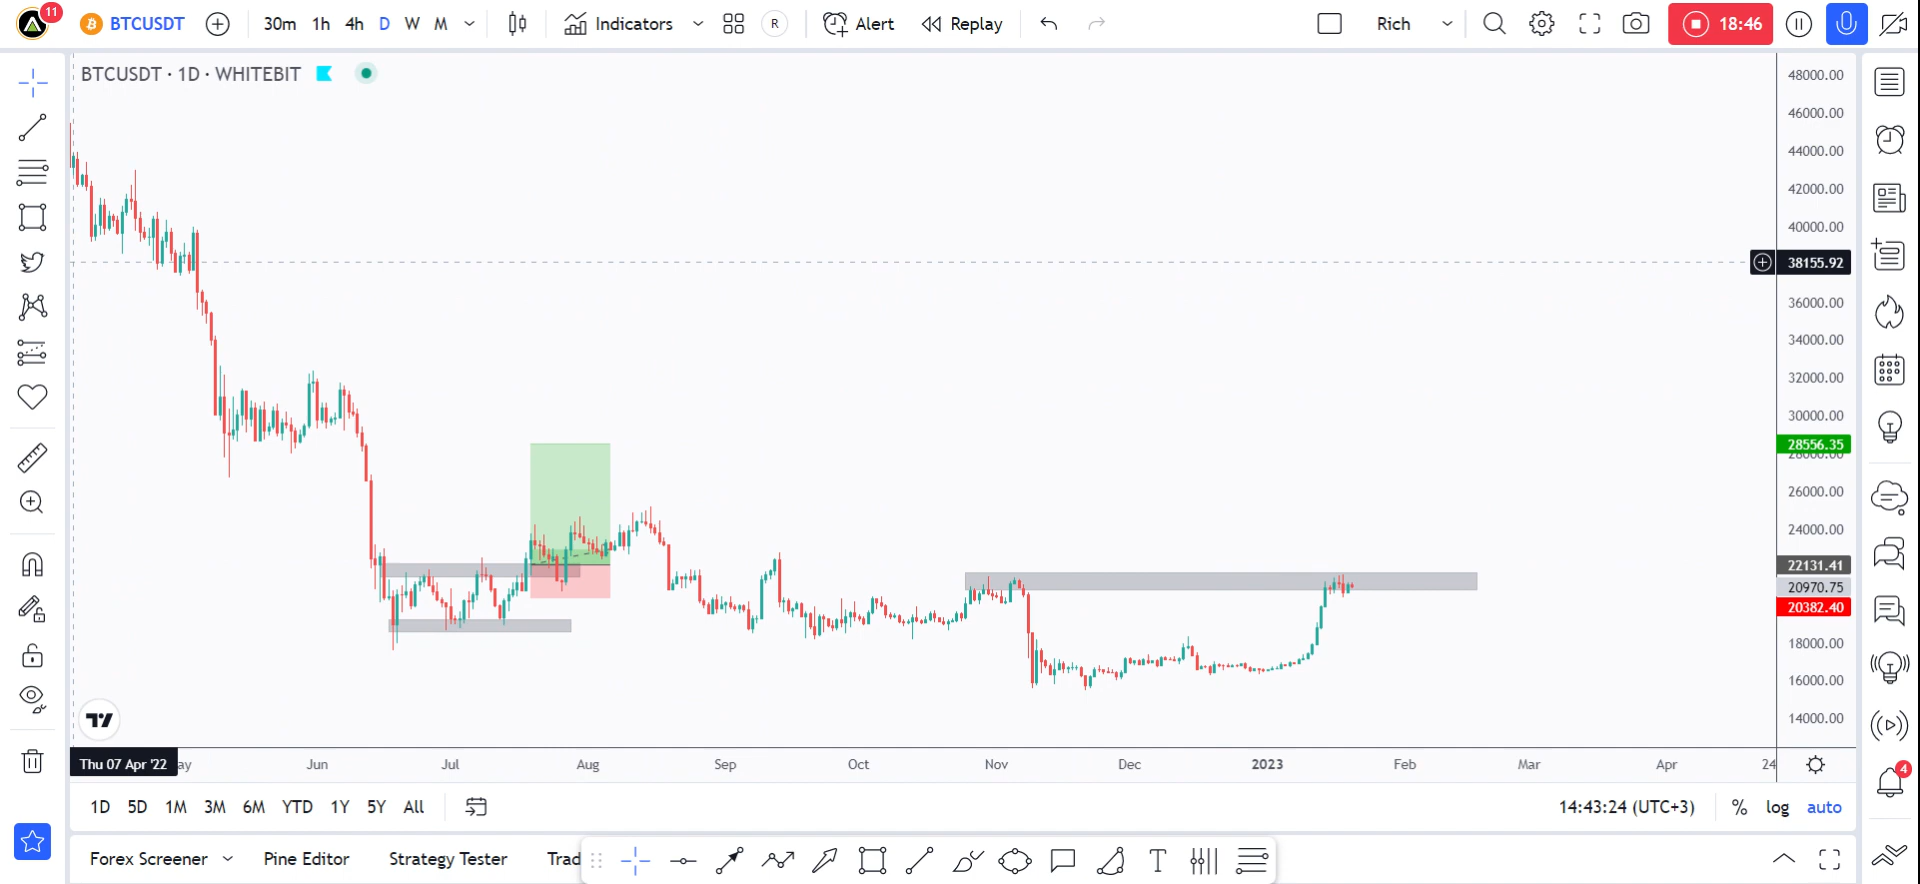 11
BTCUSDT
30m
1h
4h
D
W
M
Indicators
R
Alert
Replay
Rich
18:46
BTCUSDT · 1D · WHITEBIT
48000.00
46000.00
44000.00
42000.00
40000.00
38155.92
36000.00
34000.00
32000.00
30000.00
28556.35
28000.00
26000.00
24000.00
22131.41
20970.75
20382.40
18000.00
16000.00
14000.00
Thu 07 Apr '22
ay
Jun
Jul
Aug
Sep
Oct
Nov
Dec
2023
Feb
Mar
Apr
24
1D
5D
1M
3M
6M
YTD
1Y
5Y
All
14:43:24 (UTC+3)
%
log
auto
4
Forex Screener
Pine Editor
Strategy Tester
Trad
T